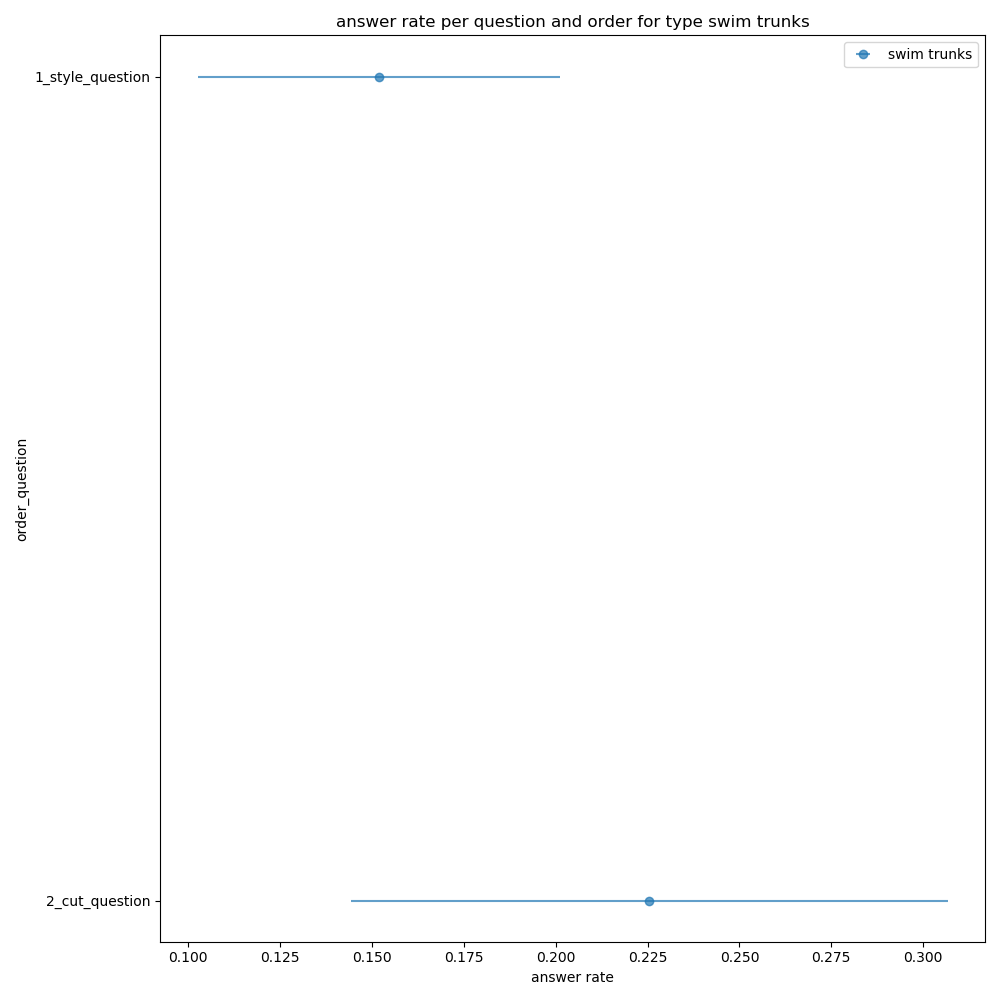 answer rate per question and order for type swim trunks
swim trunks
1_style_question
order_question
2_cut_question
0.100 0.125 0.150 0.175 0.200 0.225 0.250 0.275 0.300
answer rate